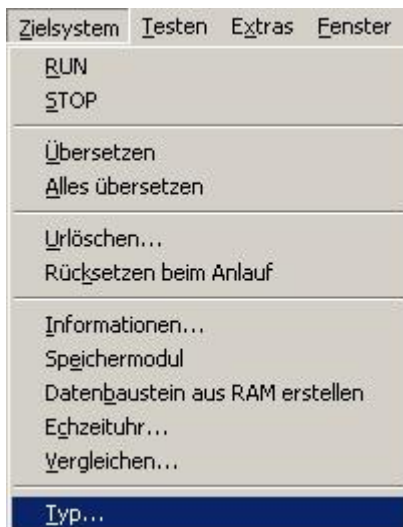 Zielsystem Testen Extras Fenster
RUN
STOP
Übersetzen
Alles übersetzen
Urlöschen...
Rücksetzen beim Anlauf
Informationen...
Speichermodul
Datenbaustein aus RAM erstellen
Echzeituhr...
Vergleichen...
Typ...